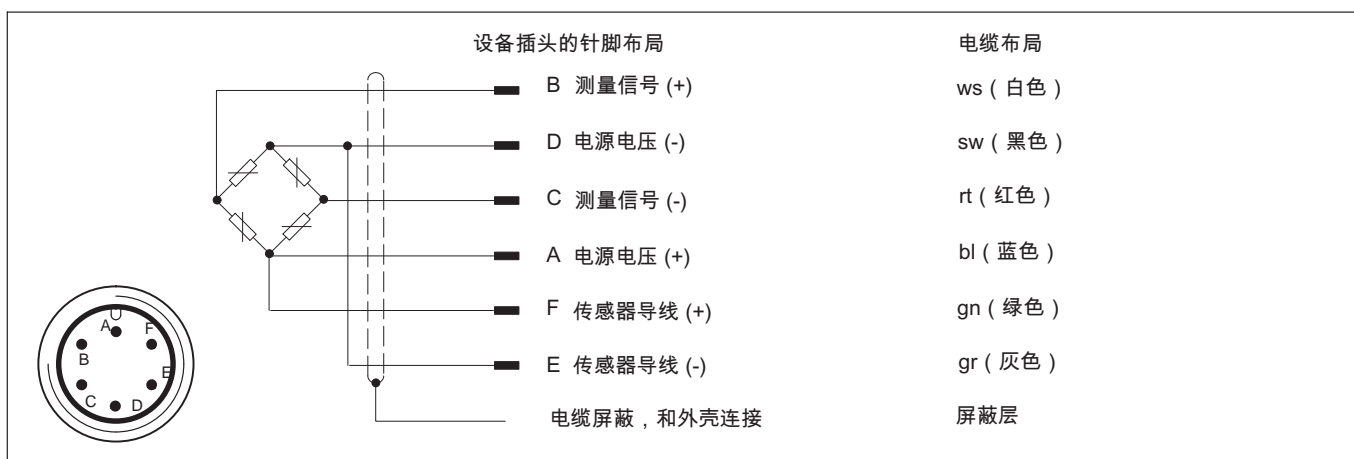 设备插头的针脚布局 电缆布局
B 测量信号 (+) ws ( 白色 )
D 电源电压 (-) sw ( 黑色 )
C 测量信号 (-) rt ( 红色 )
A 电源电压 (+) bl ( 蓝色 )
F 传感器导线 (+) gn ( 绿色 )
E 传感器导线 (-) gr ( 灰色 )
电缆屏蔽 , 和外壳连接 屏蔽层
A F
B
E
C D